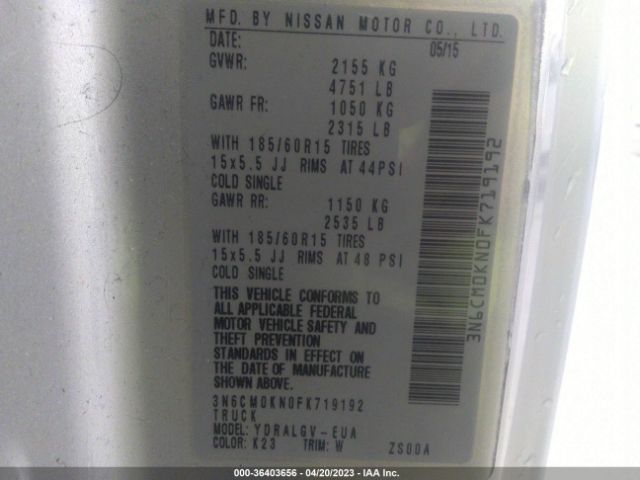 MFD. BY NISSAN MOTOR CO., LTD.
DATE: 05/15
GVWR: 2155 KG
4751 LB
GAWR FR: 1050 KG
2315 LB
WITH 185/60R15 TIRES
15x5.5 JJ RIMS AT 44PSI
COLD SINGLE
GAWR RR: 1150 KG
2535 LB
WITH 185/60R15 TIRES
15x5.5 JJ RIMS AT 48 PSI
COLD SINGLE
THIS VEHICLE CONFORMS TO
ALL APPLICABLE FEDERAL
MOTOR VEHICLE SAFETY AND
THEFT PREVENTION
STANDARDS IN EFFECT ON
THE DATE OF MANUFACTURE
SHOWN ABOVE.
3N6CM0KN0FK719192
TRUCK
MODEL: YDRALGV-EUA
COLOR: K23 TRIM: W ZS00A
3N6CM0KN0FK719192
000-36403656 - 04/20/2023 - IAA Inc.